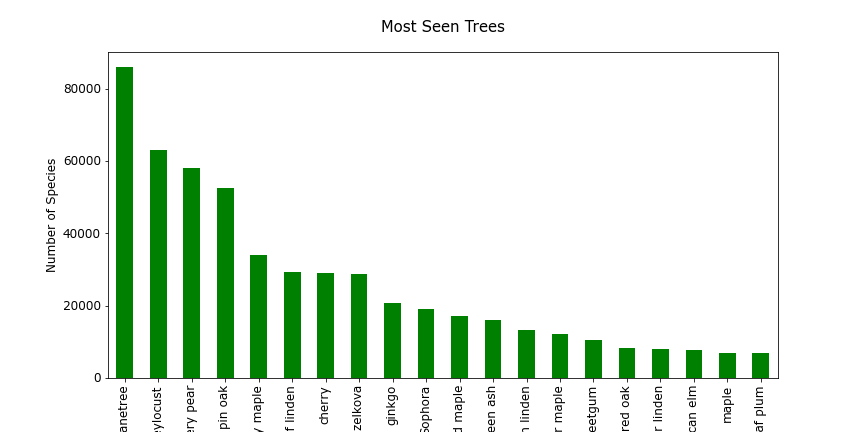 Most Seen Trees
Number of Species
80000
60000
40000
20000
0
anetree
eylocust
ery pear
pin oak
y maple
f linden
cherry
zelkova
ginkgo
Sophora
d maple
een ash
n linden
r maple
eetgum
red oak
r linden
can elm
maple
af plum